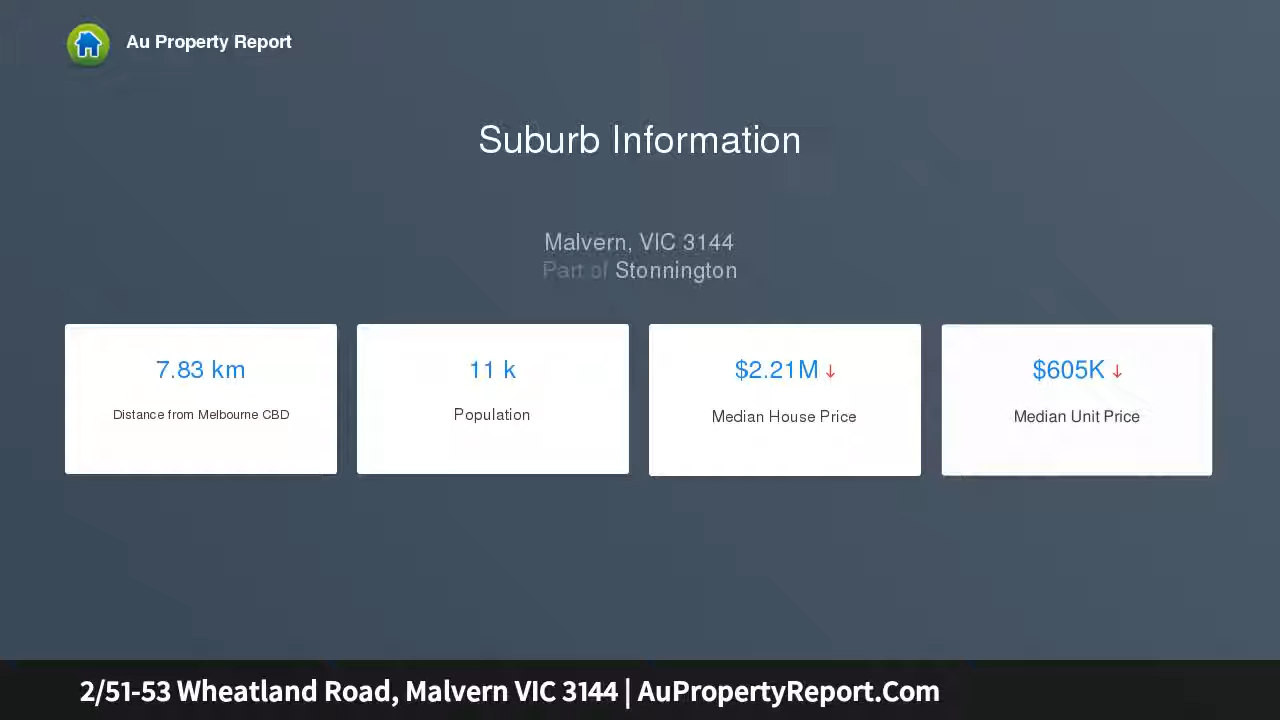 Au Property Report
Suburb Information
Malvern, VIC 3144
Part of Stonnington
7.83 km
Distance from Melbourne CBD
11 k
Population
$2.21M ↓
Median House Price
$605K ↓
Median Unit Price
2/51-53 Wheatland Road, Malvern VIC 3144 | AuPropertyReport.Com